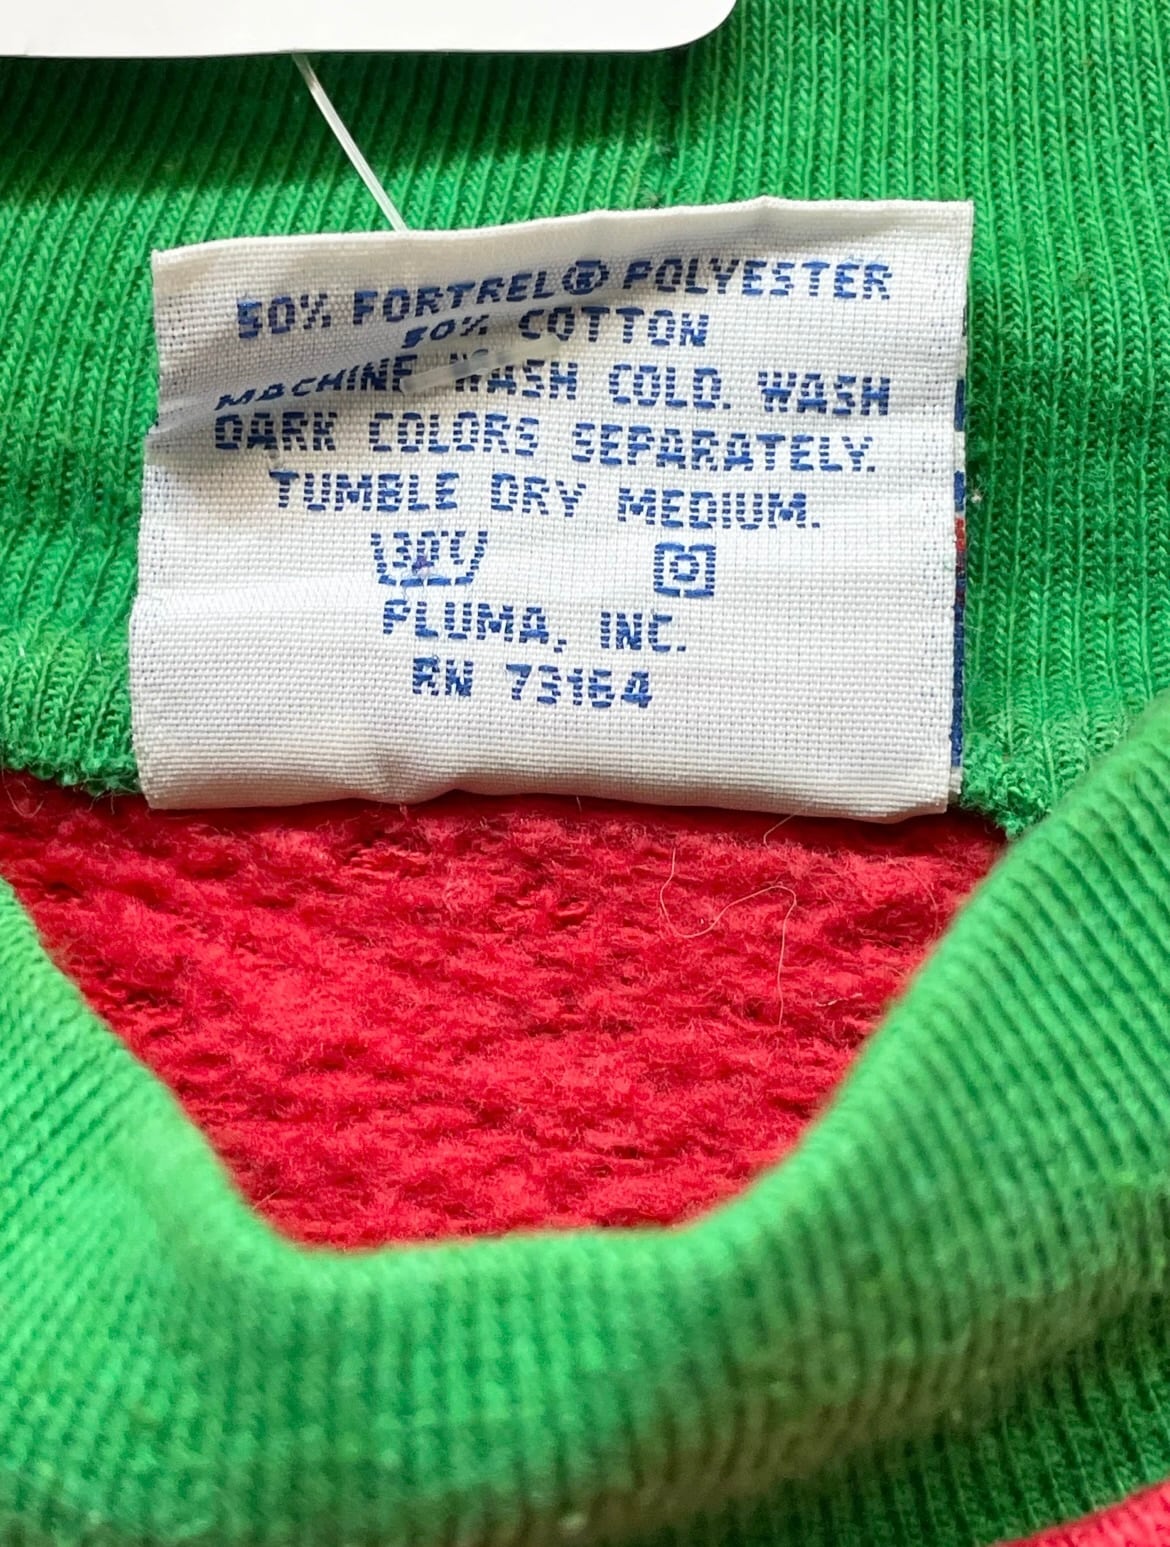 50% FORTREL® POLYESTER
50% COTTON
MACHINE WASH COLD. WASH
DARK COLORS SEPARATELY.
TUMBLE DRY MEDIUM.
PLUMA, INC.
RN 73164